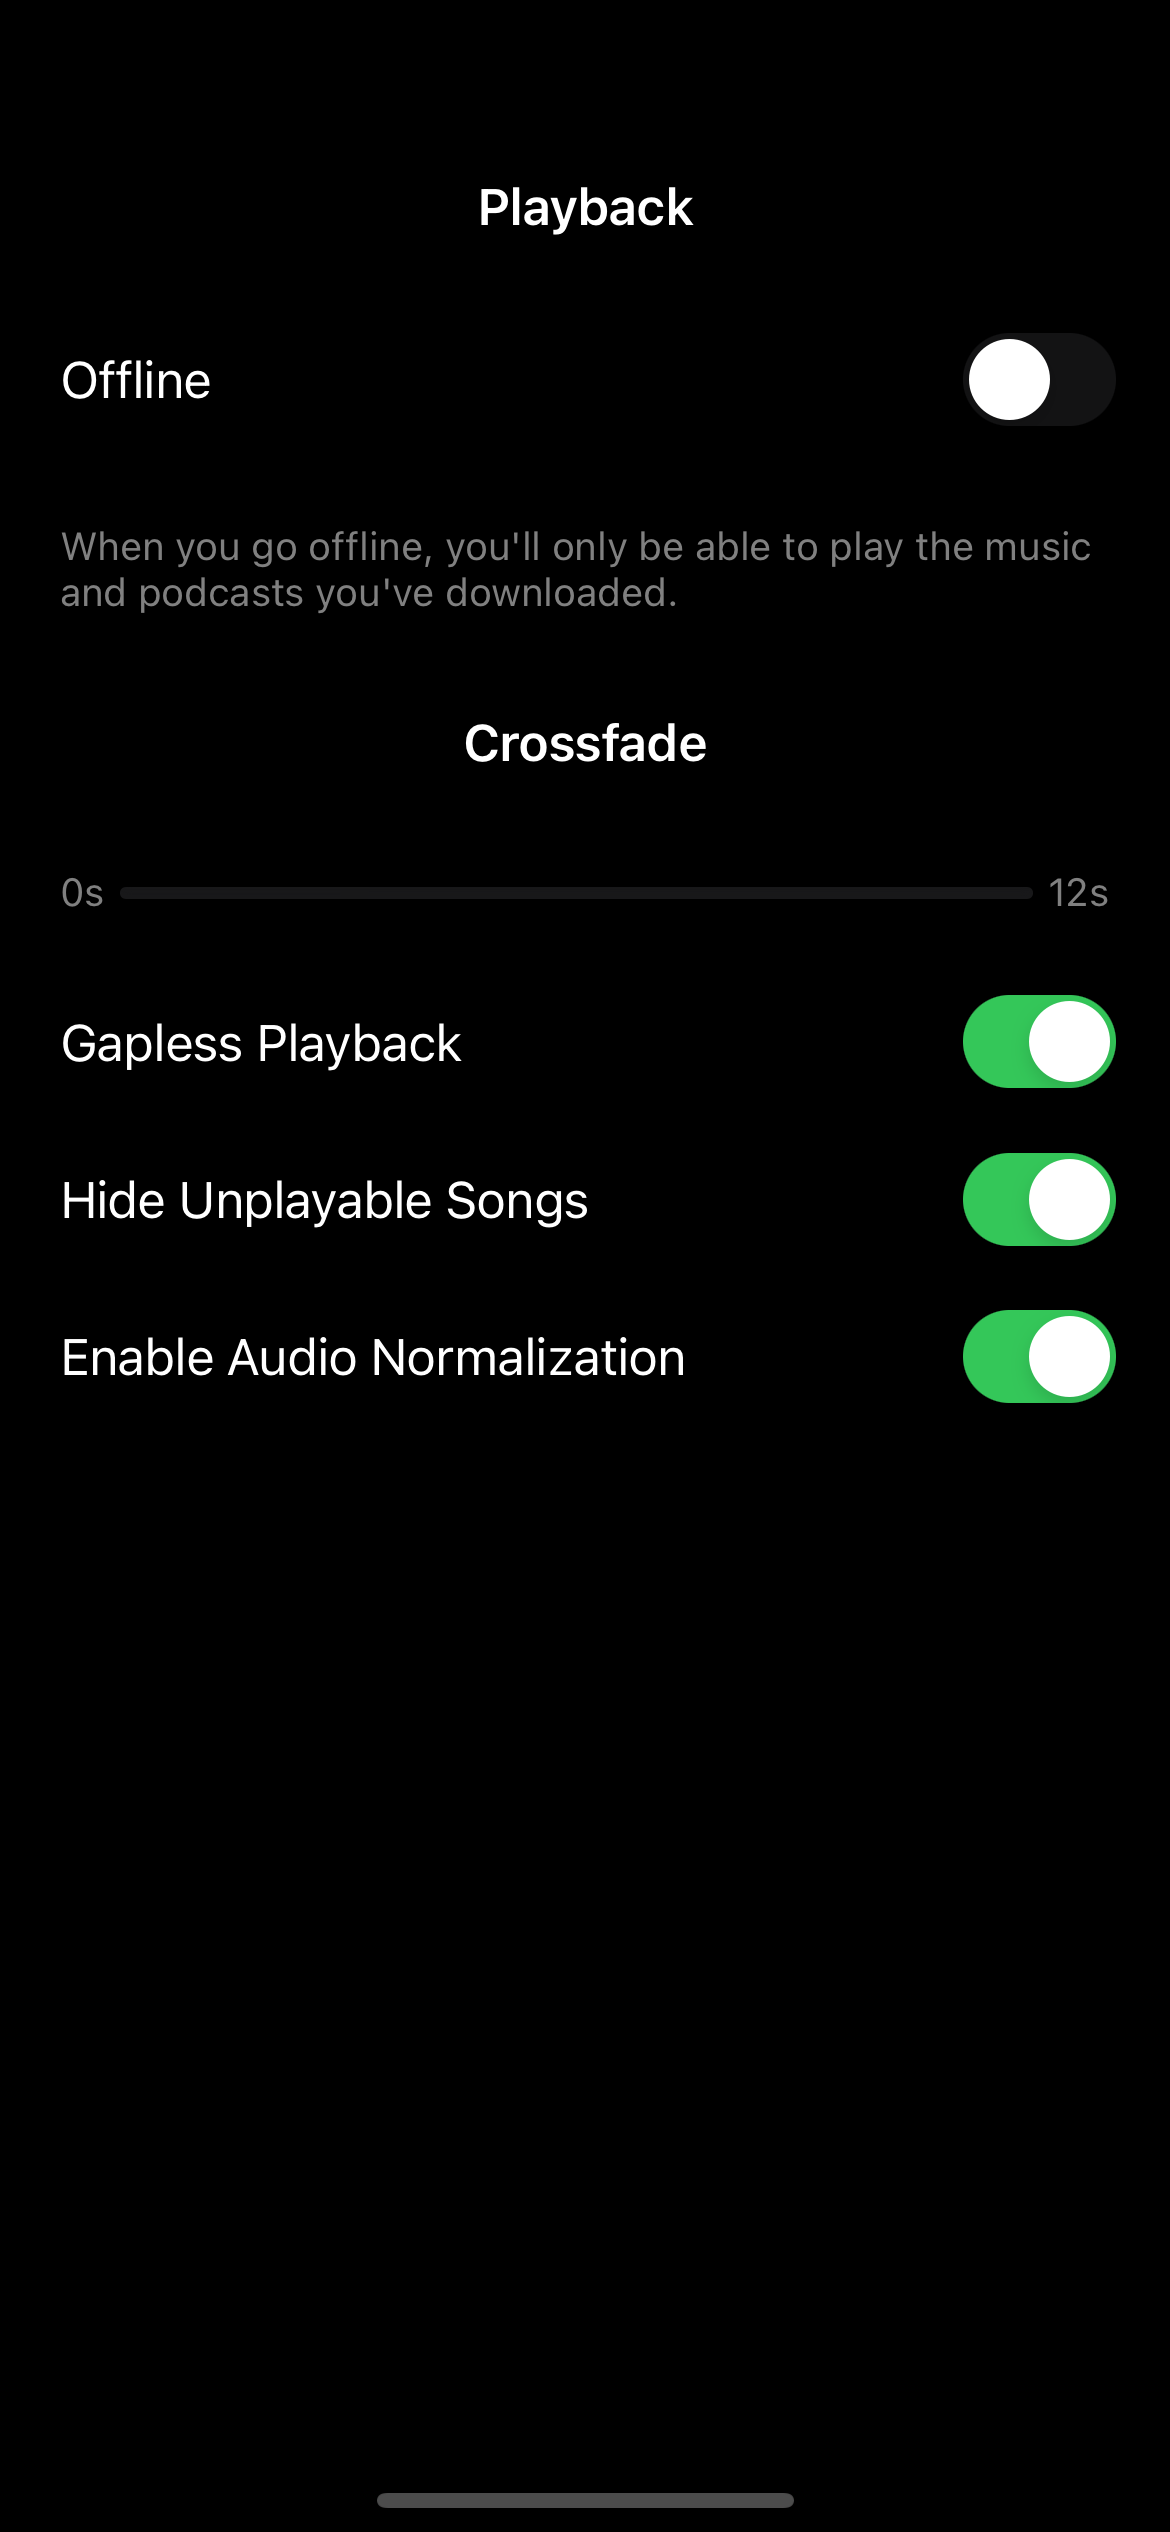 Playback
Offline
When you go offline, you'll only be able to play the music
and podcasts you've downloaded.
Crossfade
0s 12s
Gapless Playback
Hide Unplayable Songs
Enable Audio Normalization